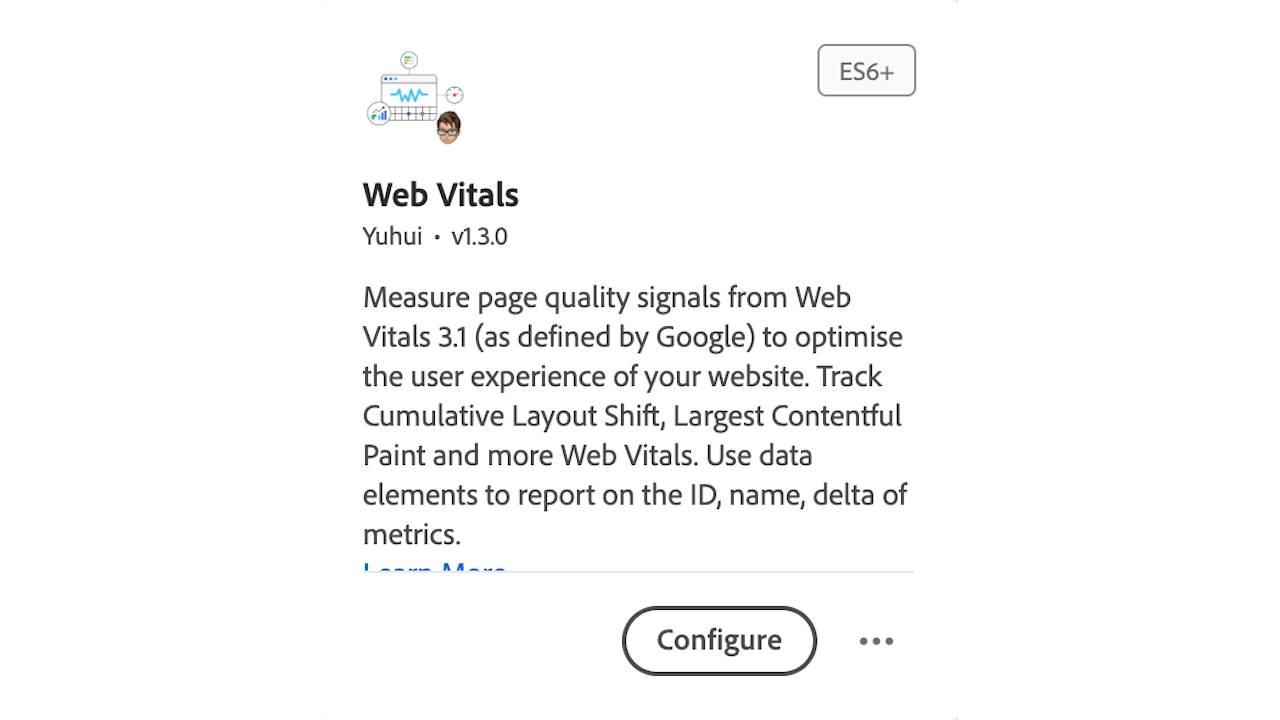 ES6+
Web Vitals
Yuhui • v1.3.0
Measure page quality signals from Web
Vitals 3.1 (as defined by Google) to optimise
the user experience of your website. Track
Cumulative Layout Shift, Largest Contentful
Paint and more Web Vitals. Use data
elements to report on the ID, name, delta of
metrics.
Learn More
Configure